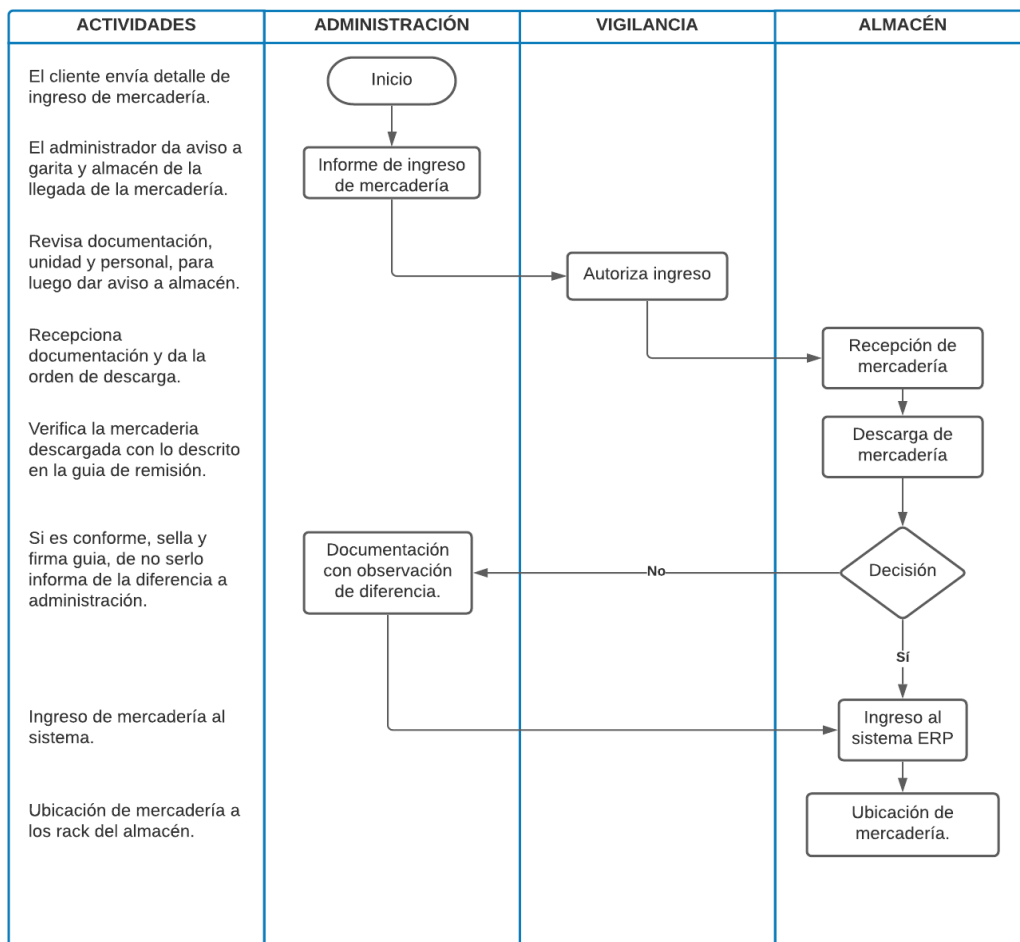 ACTIVIDADES
ADMINISTRACIÓN
VIGILANCIA
ALMACÉN
El cliente envía detalle de
ingreso de mercadería.
Inicio
El administrador da aviso a
garita y almacén de la
llegada de la mercadería.
Informe de ingreso
de mercadería
Revisa documentación,
unidad y personal, para
luego dar aviso a almacén.
Autoriza ingreso
Recepciona
documentación y da la
orden de descarga.
Recepción de
mercadería
Verifica la mercaderia
descargada con lo descrito
en la guia de remisión.
Descarga de
mercadería
Si es conforme, sella y
firma guia, de no serlo
informa de la diferencia a
administración.
Documentación
con observación
de diferencia.
No
Decisión
Sí
Ingreso de mercadería al
sistema.
Ingreso al
sistema ERP
Ubicación de mercadería a
los rack del almacén.
Ubicación de
mercadería.